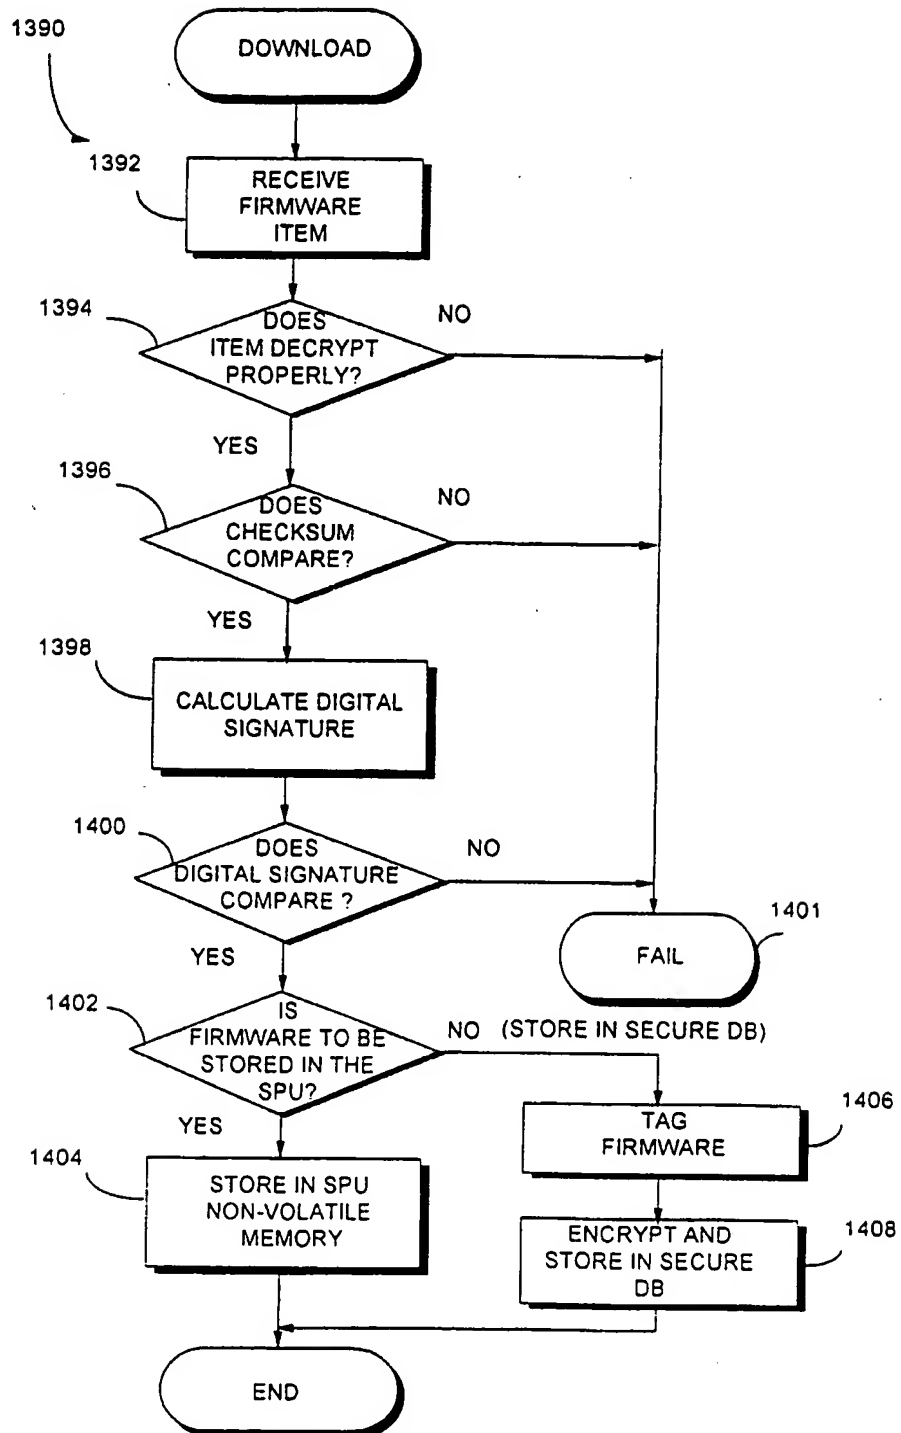 1390
DOWNLOAD
1392
RECEIVE
FIRMWARE
ITEM
1394
DOES
ITEM DECRYPT
PROPERLY?
NO
YES
1396
DOES
CHECKSUM
COMPARE?
NO
YES
1398
CALCULATE DIGITAL
SIGNATURE
1400
DOES
DIGITAL SIGNATURE
COMPARE ?
NO
YES
1401
FAIL
1402
IS
FIRMWARE TO BE
STORED IN THE
SPU?
NO (STORE IN SECURE DB)
YES
1406
TAG
FIRMWARE
1404
STORE IN SPU
NON-VOLATILE
MEMORY
1408
ENCRYPT AND
STORE IN SECURE
DB
END